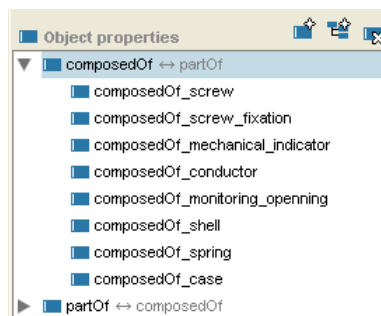 Object properties
composedOf ↔ partOf
composedOf_screw
composedOf_screw_fixation
composedOf_mechanical_indicator
composedOf_conductor
composedOf_monitoring_openning
composedOf_shell
composedOf_spring
composedOf_case
partOf ↔ composedOf